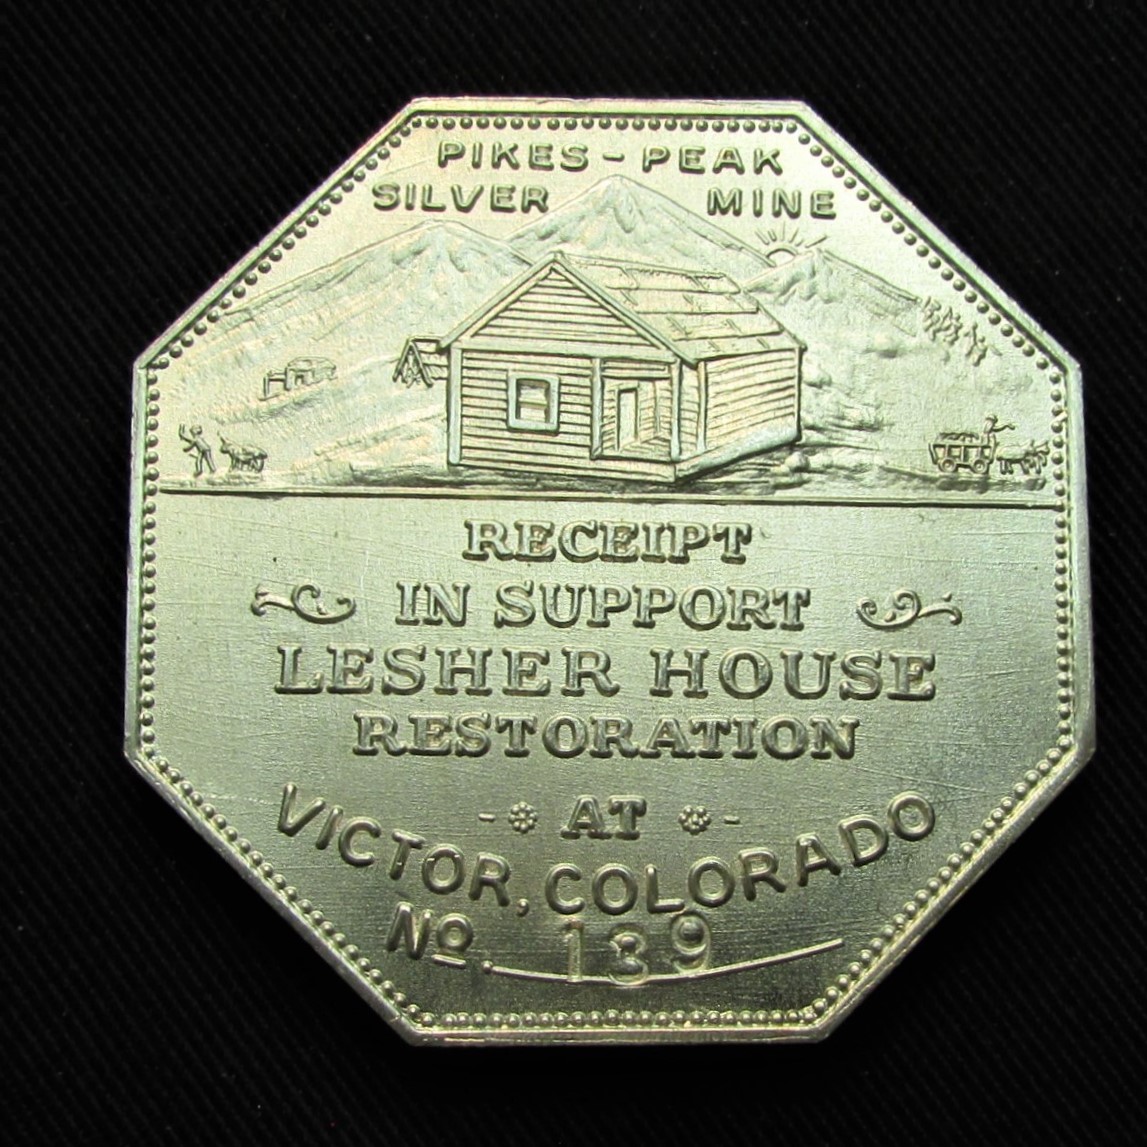 PIKES-PEAK
SILVER MINE
RECEIPT
IN SUPPORT
LESHER HOUSE
RESTORATION
- AT -
VICTOR, COLORADO
No. 139